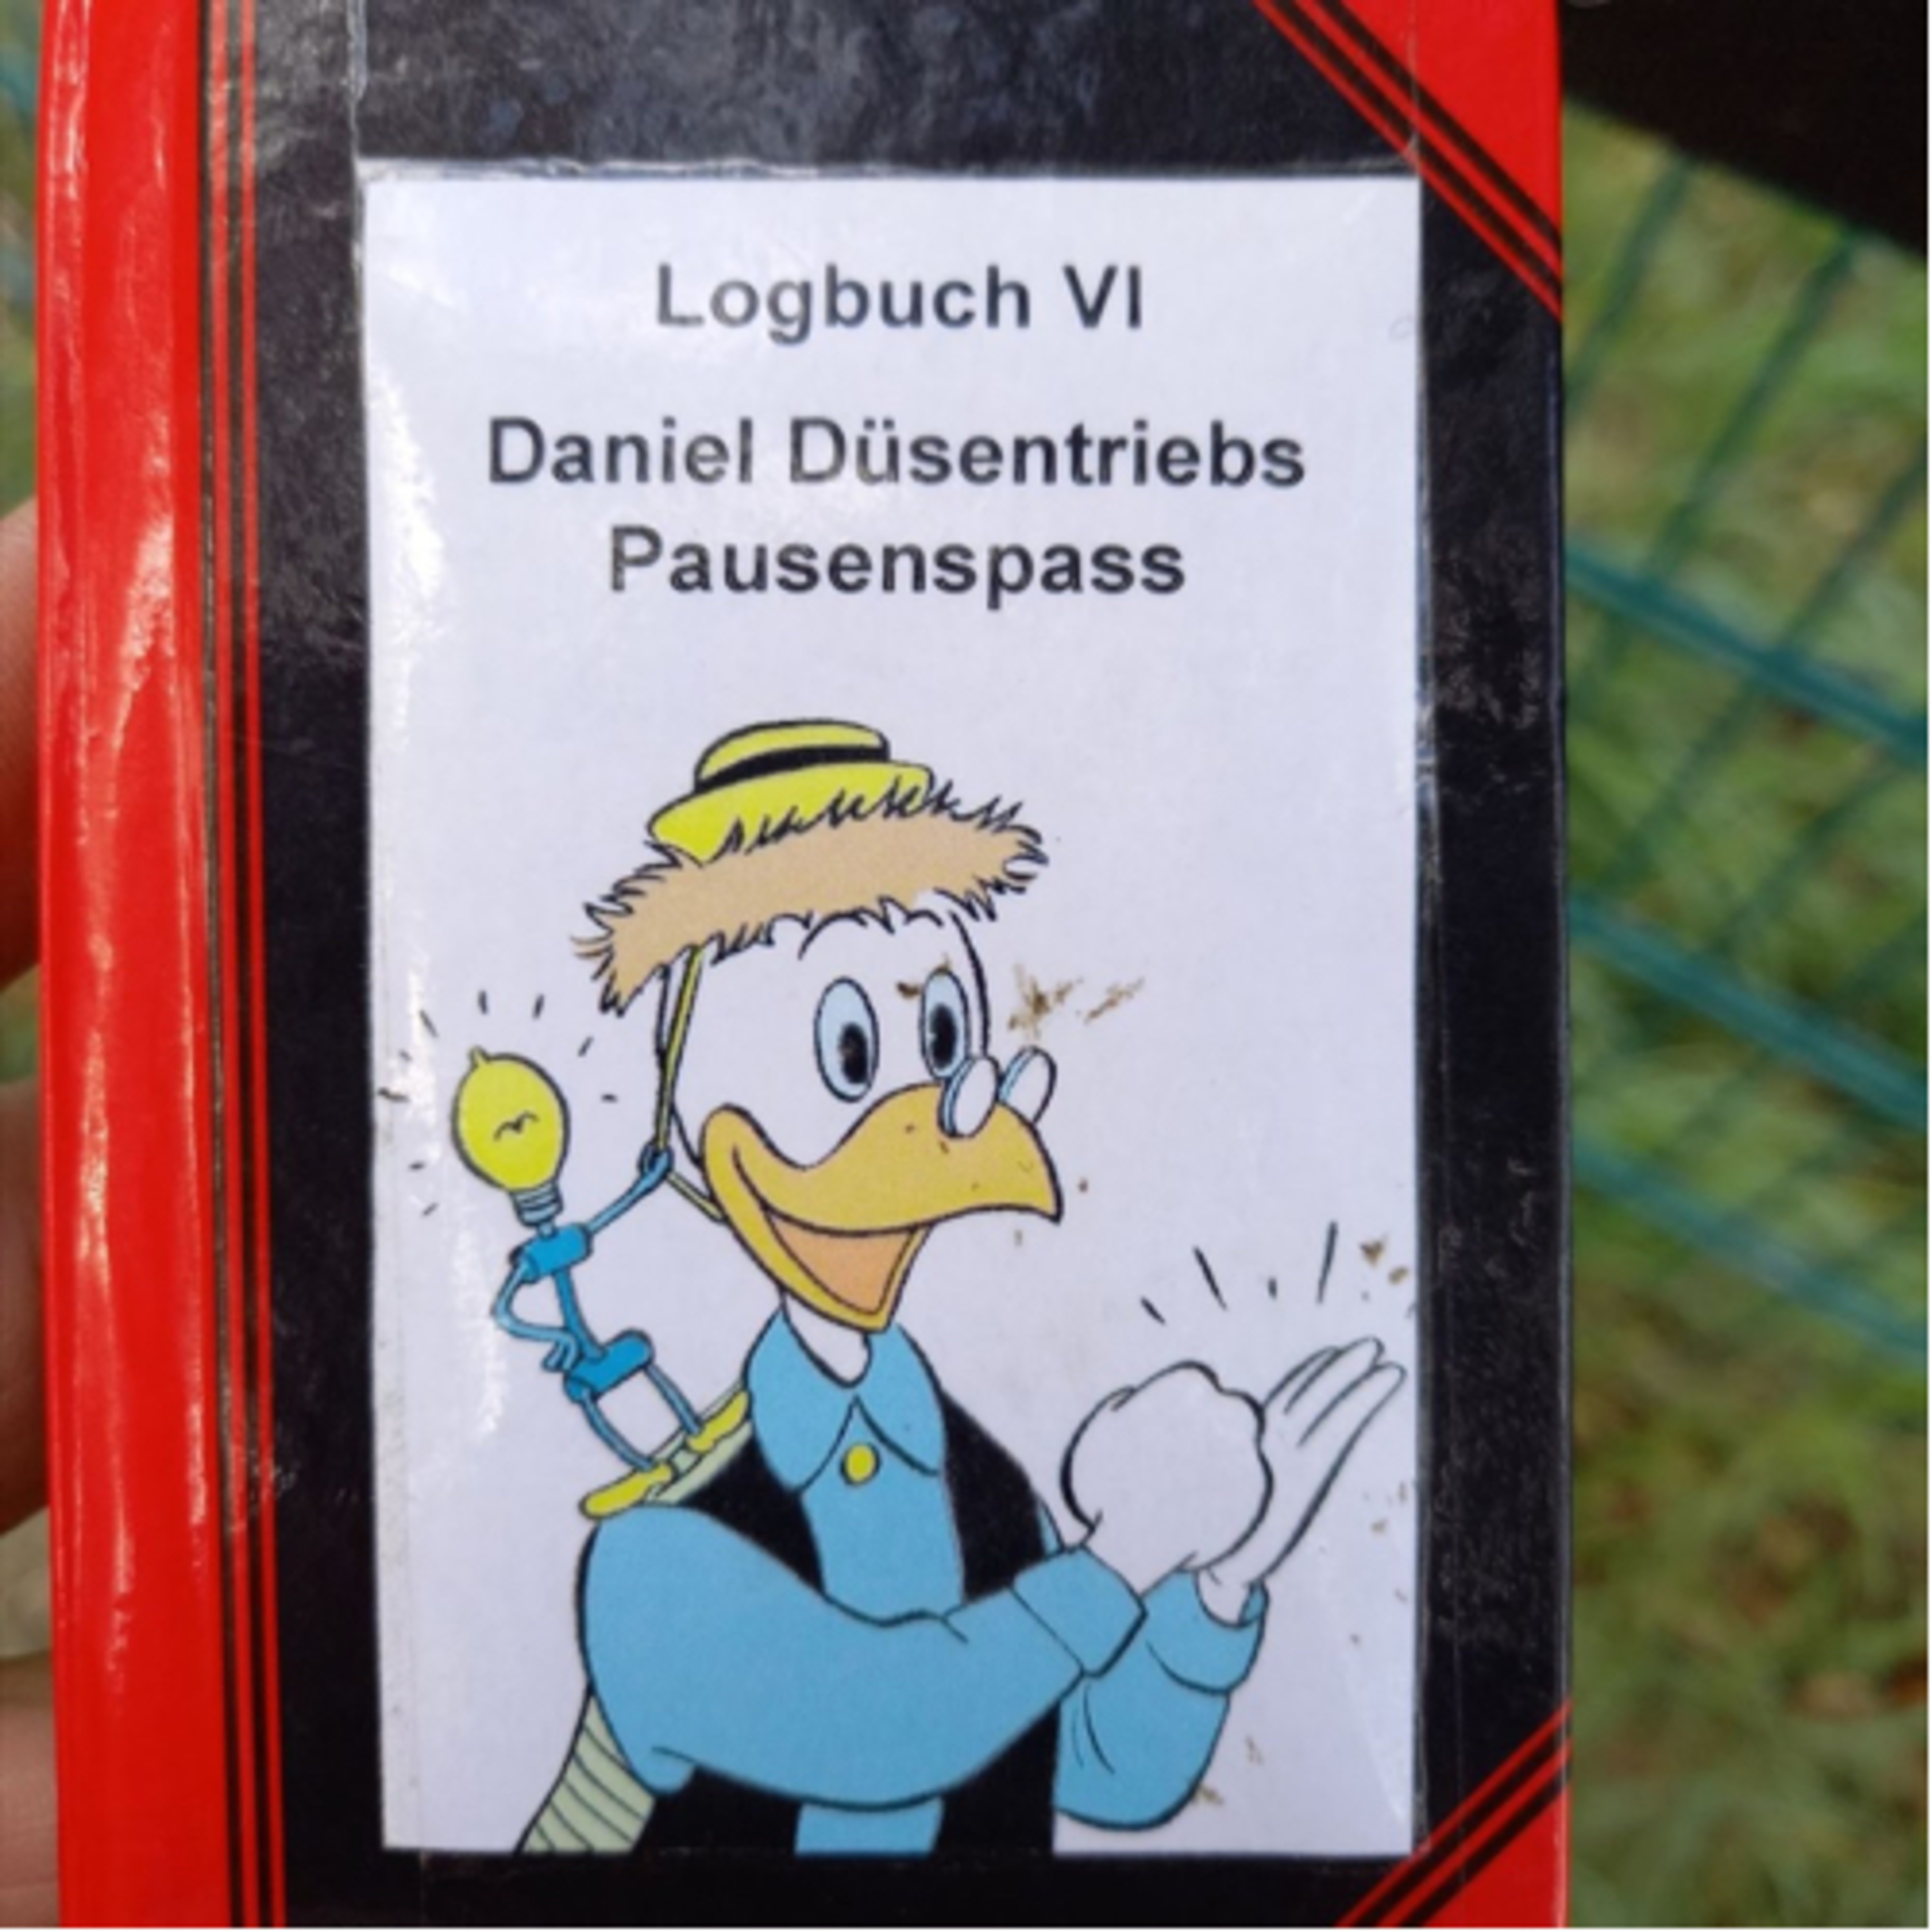 Logbuch VI
Daniel Düsentriebs
Pausenspass